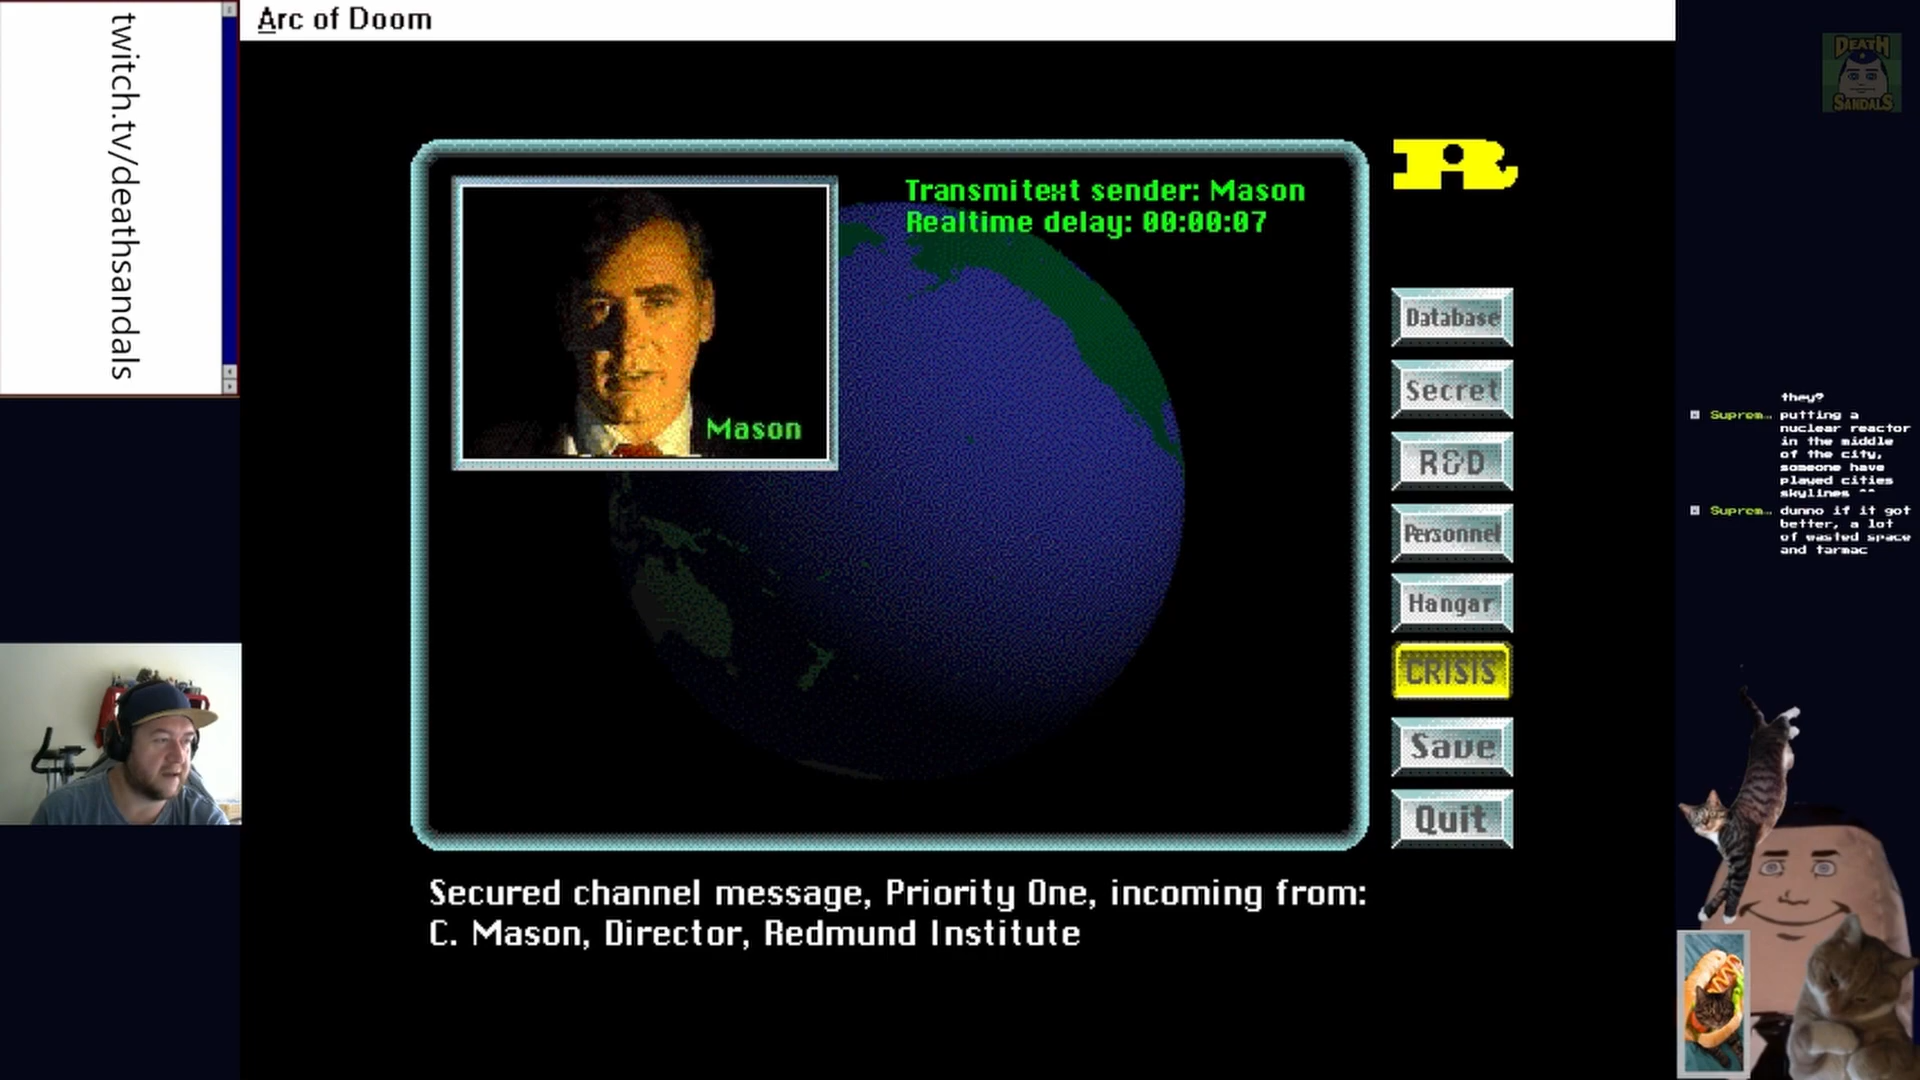 twitch.tv/deathsandals
Arc of Doom
DEATH
SANDALS
Transmitext sender: Mason
Realtime delay: 00:00:07
Mason
Database
Secret
R&D
Personnel
Hangar
CRISIS
Save
Quit
Secured channel message, Priority One, incoming from:
C. Mason, Director, Redmund Institute
they?
Suprem… putting a
nuclear reactor
in the middle
of the city,
someone have
played cities
skylines ^^
Suprem… dunno if it got
better, a lot
of wasted space
and tarmac